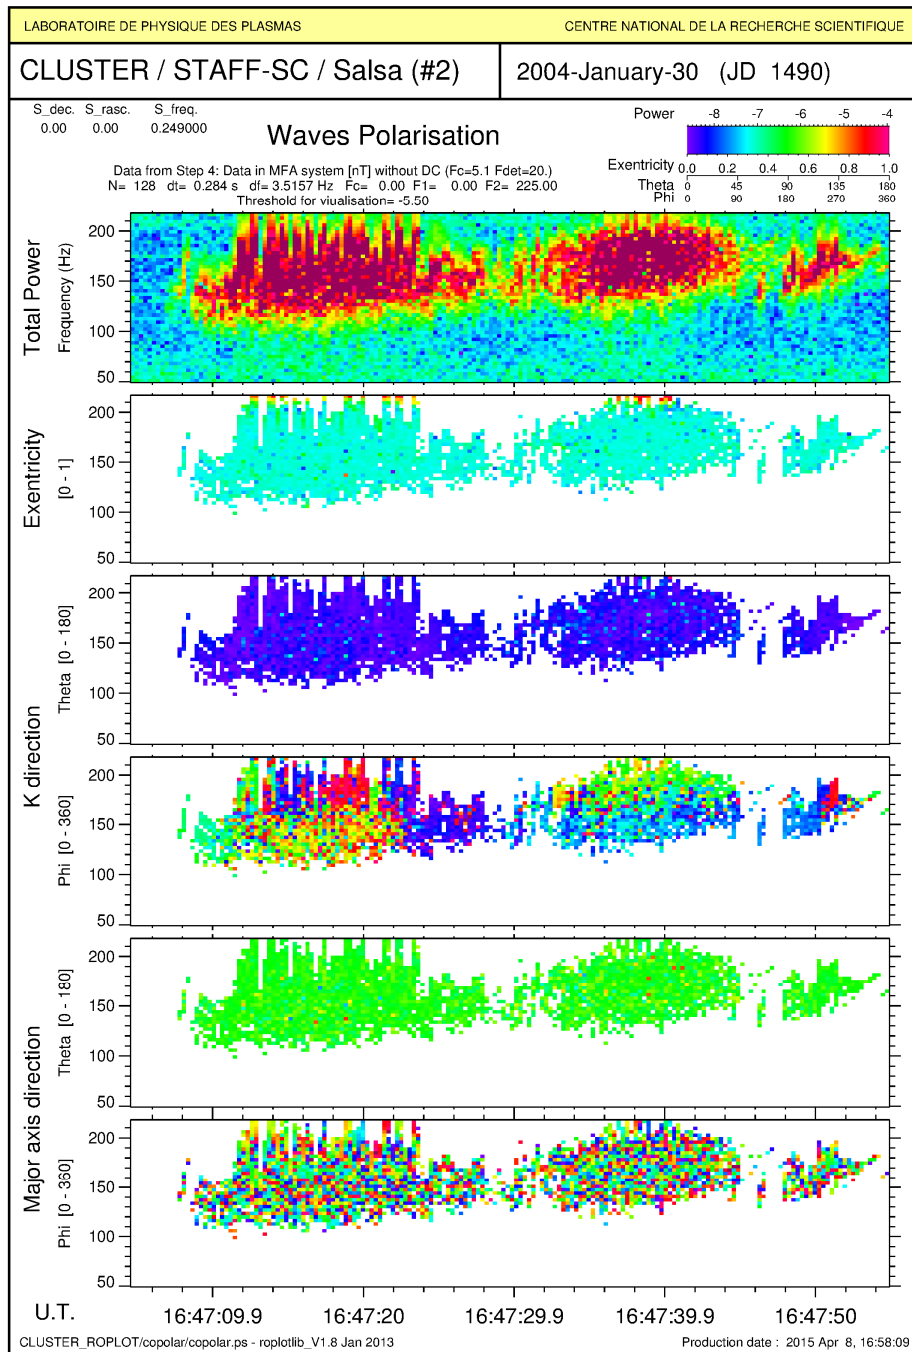 LABORATOIRE DE PHYSIQUE DES PLASMAS CENTRE NATIONAL DE LA RECHERCHE SCIENTIFIQUE
CLUSTER / STAFF-SC / Salsa (#2) 2004-January-30 (JD 1490)
S_dec. S_rasc. S_freq.
0.00 0.00 0.249000
Waves Polarisation
Data from Step 4: Data in MFA system [nT] without DC (Fc=5.1 Fdet=20.)
N= 128 dt= 0.284 s df= 3.5157 Hz Fc= 0.00 F1= 0.00 F2= 225.00
Threshold for viualisation= -5.50
Power -8 -7 -6 -5 -4
Exentricity 0.0 0.2 0.4 0.6 0.8 1.0
Theta 0 45 90 135 180
Phi 0 90 180 270 360
Total Power
Frequency (Hz)
200
150
100
50
Exentricity
[0 - 1]
200
150
100
50
K direction
Theta [0 - 180]
200
150
100
50
Phi [0 - 360]
200
150
100
50
Major axis direction
Theta [0 - 180]
200
150
100
50
Phi [0 - 360]
200
150
100
50
U.T. 16:47:09.9 16:47:20 16:47:29.9 16:47:39.9 16:47:50
CLUSTER_ROPLOT/copolar/copolar.ps - roplotlib_V1.8 Jan 2013 Production date : 2015 Apr 8, 16:58:09